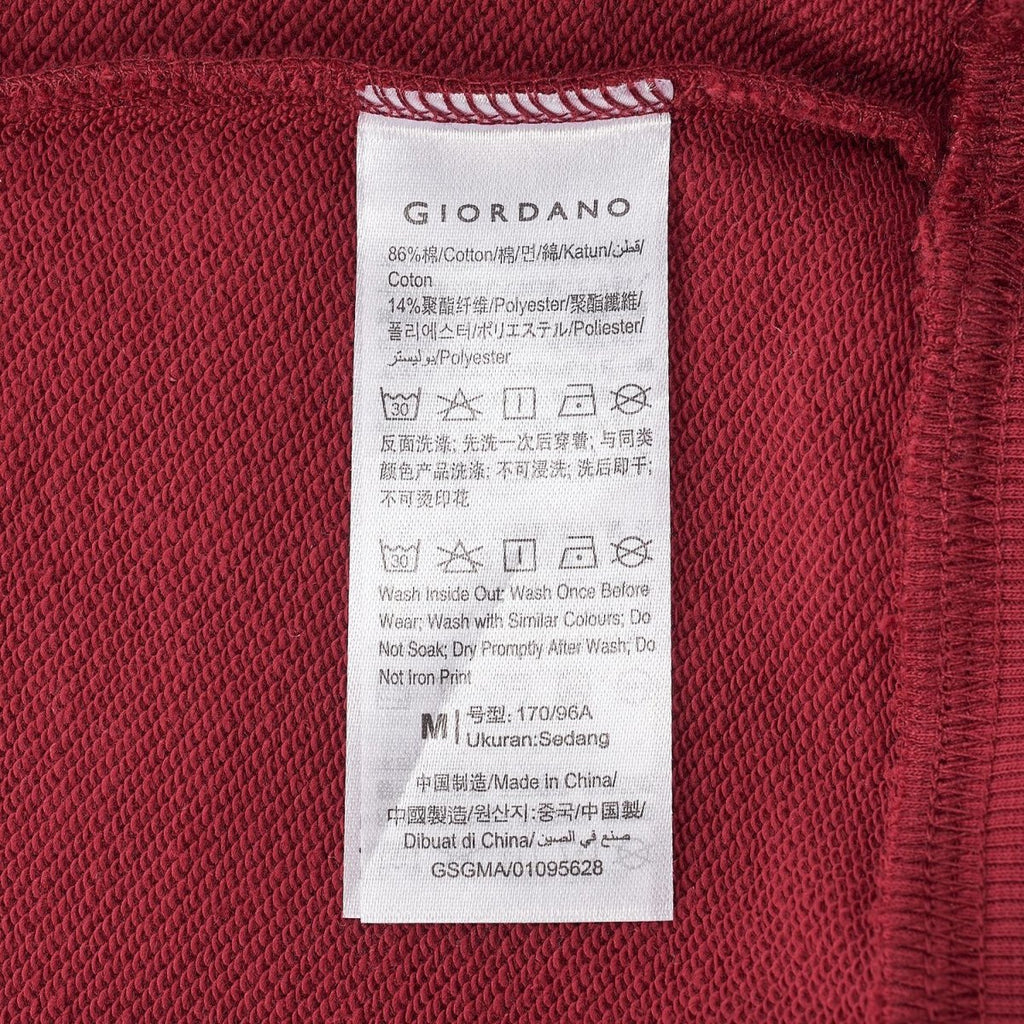 GIORDANO
86%棉/Cotton/棉/면/綿/Katun/قطن/
Coton
14%聚酯纤维/Polyester/聚酯纖維/
폴리에스터/ポリエステル/Poliester/
بوليستر/Polyester
30
反面洗涤; 先洗一次后穿着; 与同类
颜色产品洗涤; 不可浸洗; 洗后即干;
不可烫印花
30
Wash Inside Out; Wash Once Before
Wear; Wash with Similar Colours; Do
Not Soak; Dry Promptly After Wash; Do
Not Iron Print
M 号型: 170/96A
Ukuran:Sedang
中国制造/Made in China/
中國製造/원산지:중국/中国製/
Dibuat di China/صنع في الصين
GSGMA/01095628